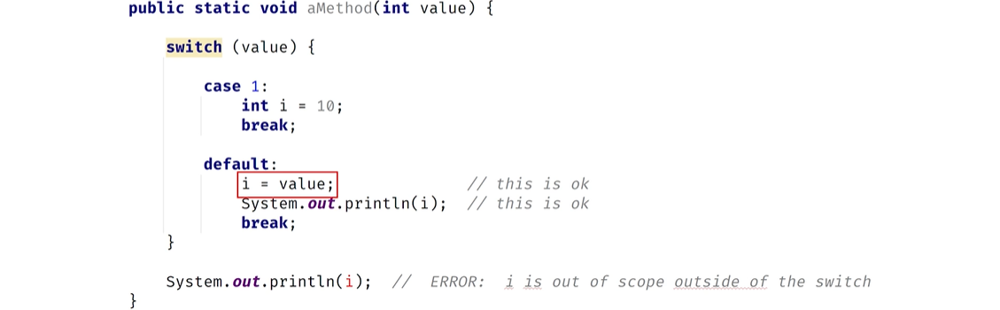 public static void aMethod(int value) {
switch (value) {
case 1:
int i = 10;
break;
default:
i = value; // this is ok
System.out.println(i); // this is ok
break;
}
System.out.println(i); // ERROR: i is out of scope outside of the switch
}